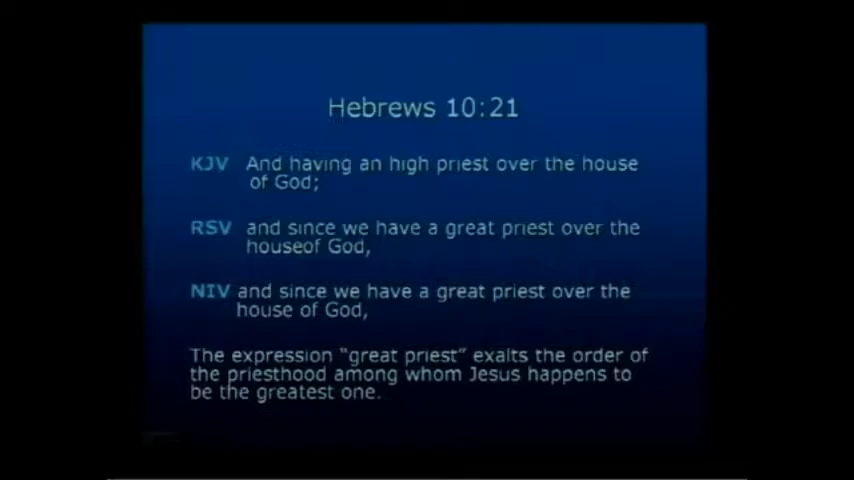 Hebrews 10:21
KJV And having an high priest over the house
of God;
RSV and since we have a great priest over the
houseof God,
NIV and since we have a great priest over the
house of God,
The expression “great priest” exalts the order of
the priesthood among whom Jesus happens to
be the greatest one.